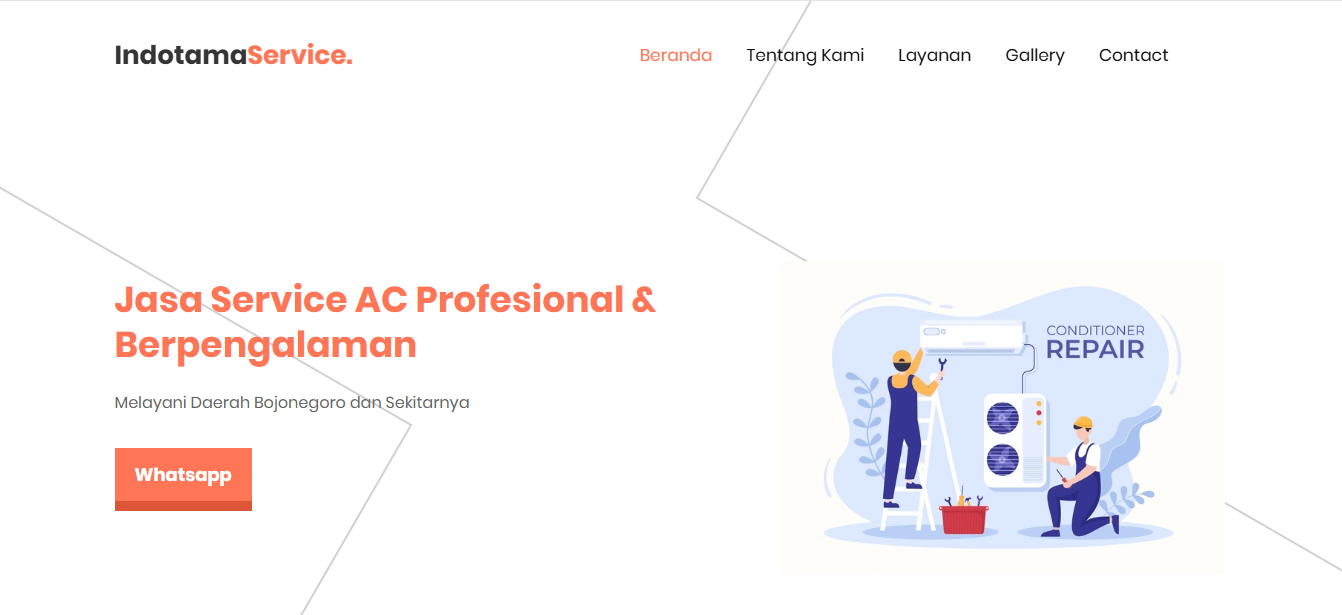 IndotamaService.
Beranda Tentang Kami Layanan Gallery Contact
Jasa Service AC Profesional &
Berpengalaman
Melayani Daerah Bojonegoro dan Sekitarnya
Whatsapp
CONDITIONER
REPAIR